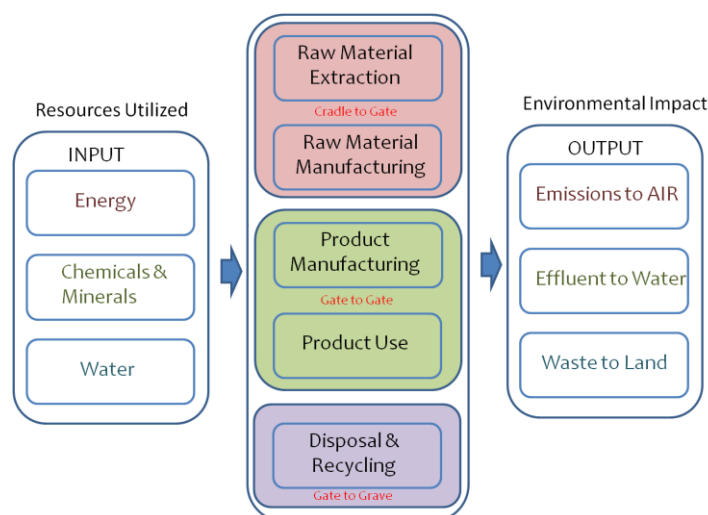 Resources Utilized
INPUT
Energy
Chemicals &
Minerals
Water
Raw Material
Extraction
Cradle to Gate
Raw Material
Manufacturing
Product
Manufacturing
Gate to Gate
Product Use
Disposal &
Recycling
Gate to Grave
Environmental Impact
OUTPUT
Emissions to AIR
Effluent to Water
Waste to Land